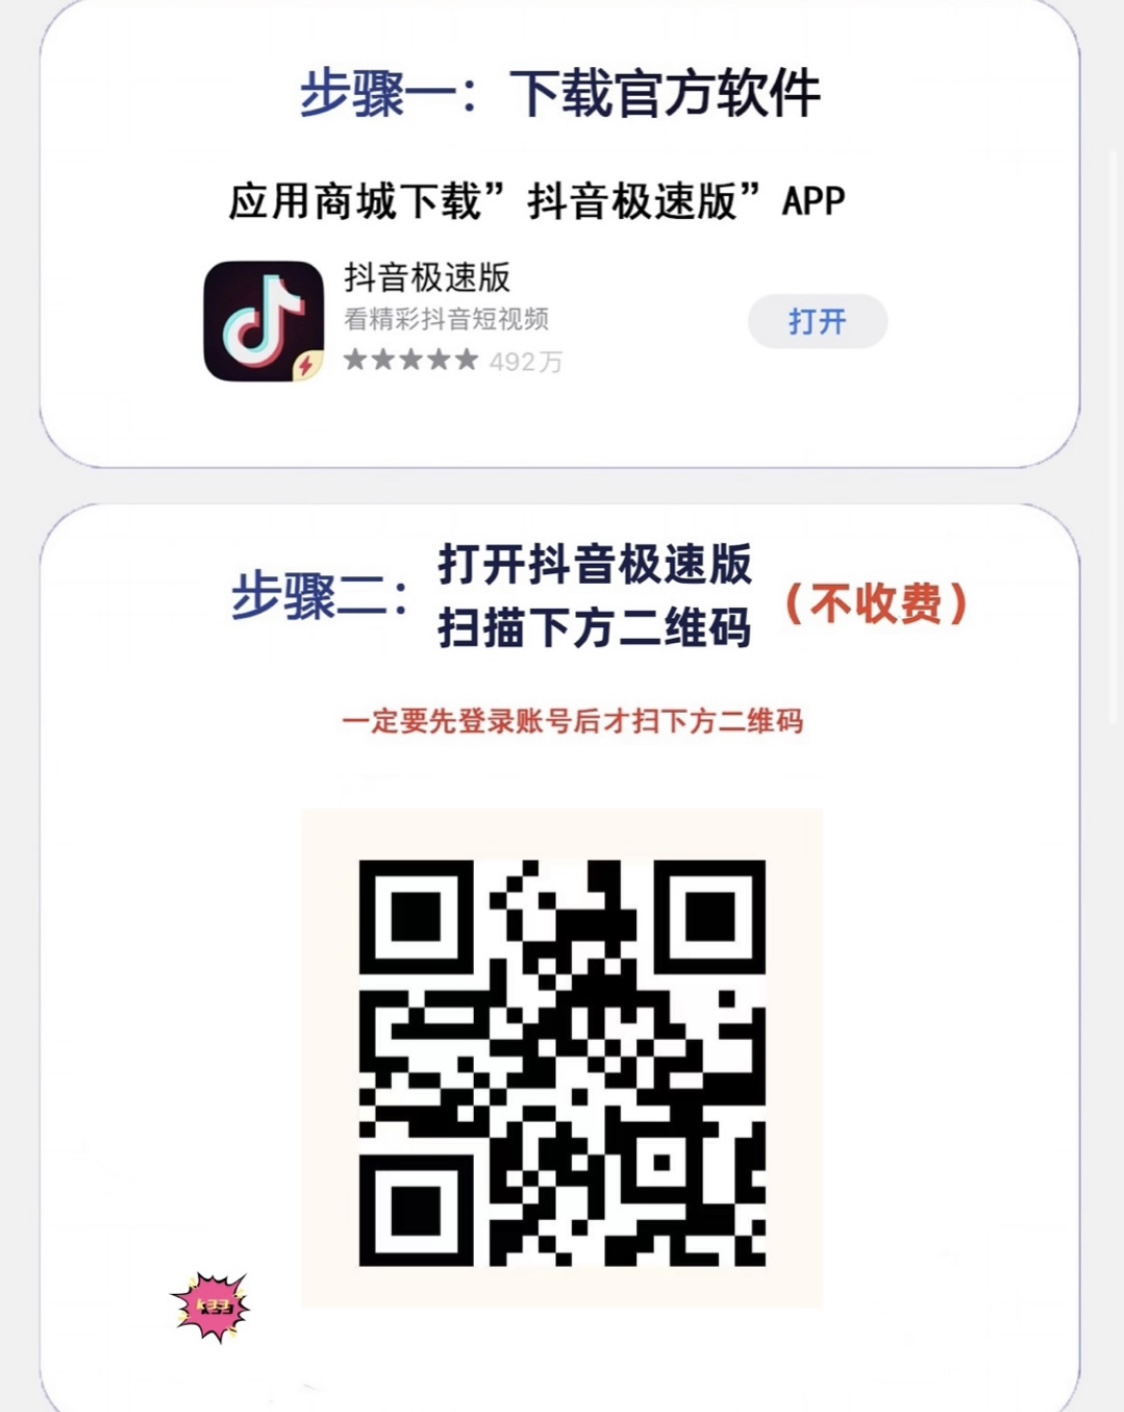 步骤一：下载官方软件
应用商城下载”抖音极速版”APP
抖音极速版
看精彩抖音短视频
打开
★★★★★ 492万
步骤二：
打开抖音极速版
扫描下方二维码
（不收费）
一定要先登录账号后才扫下方二维码
k33